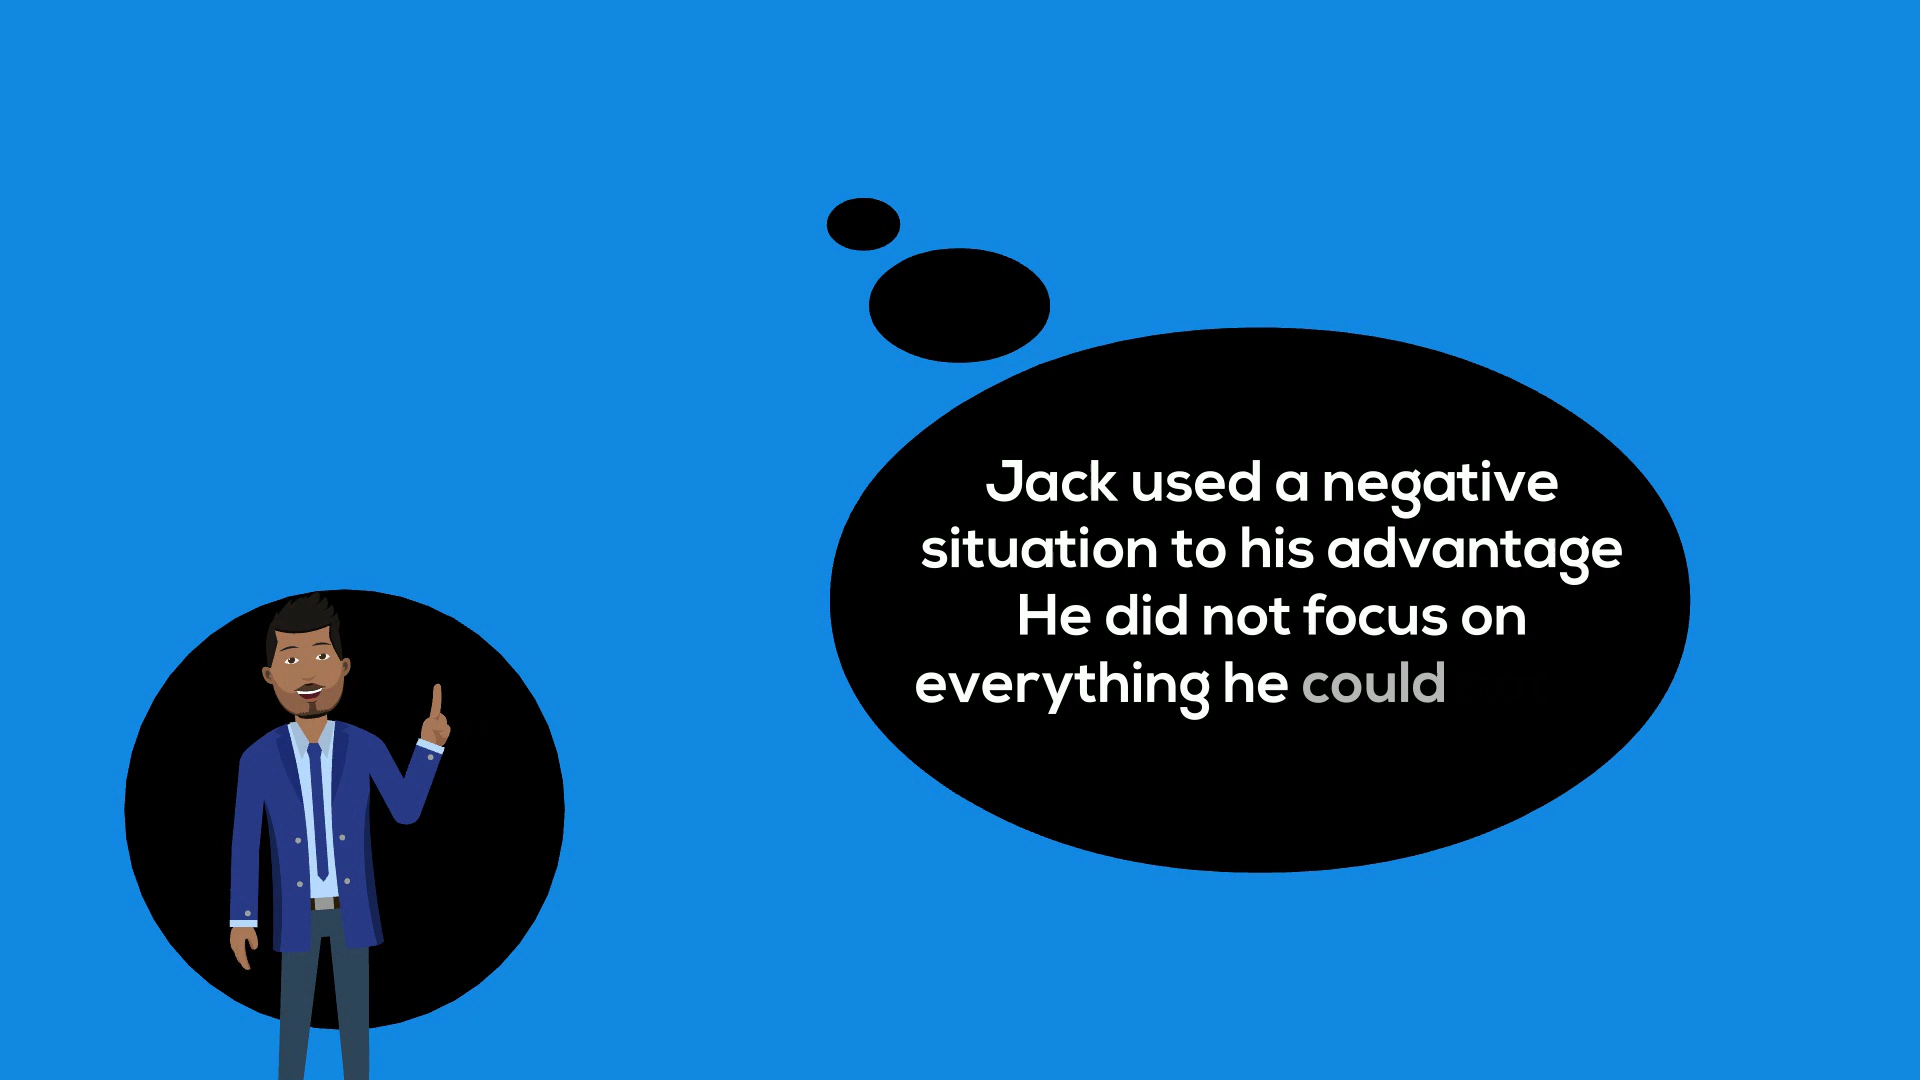 Jack used a negative
situation to his advantage
He did not focus on
everything he could